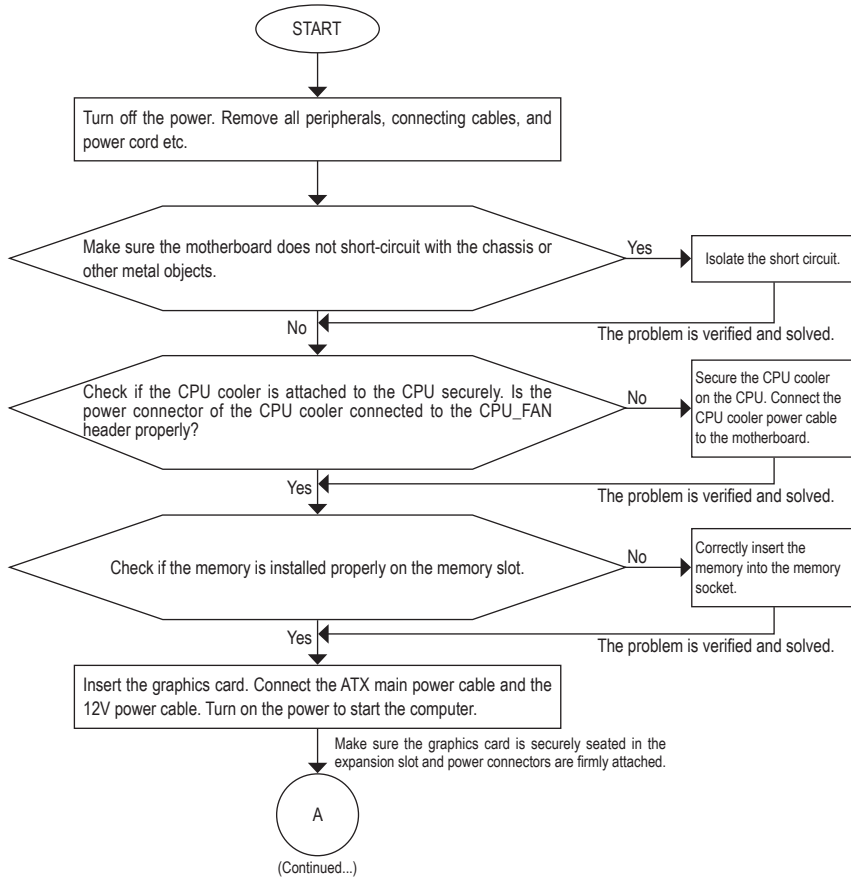 START
Turn off the power. Remove all peripherals, connecting cables, and
power cord etc.
Make sure the motherboard does not short-circuit with the chassis or
other metal objects.
Yes
Isolate the short circuit.
No
The problem is verified and solved.
Check if the CPU cooler is attached to the CPU securely. Is the
power connector of the CPU cooler connected to the CPU_FAN
header properly?
No
Secure the CPU cooler
on the CPU. Connect the
CPU cooler power cable
to the motherboard.
Yes
The problem is verified and solved.
Check if the memory is installed properly on the memory slot.
No
Correctly insert the
memory into the memory
socket.
Yes
The problem is verified and solved.
Insert the graphics card. Connect the ATX main power cable and the
12V power cable. Turn on the power to start the computer.
Make sure the graphics card is securely seated in the
expansion slot and power connectors are firmly attached.
A
(Continued...)